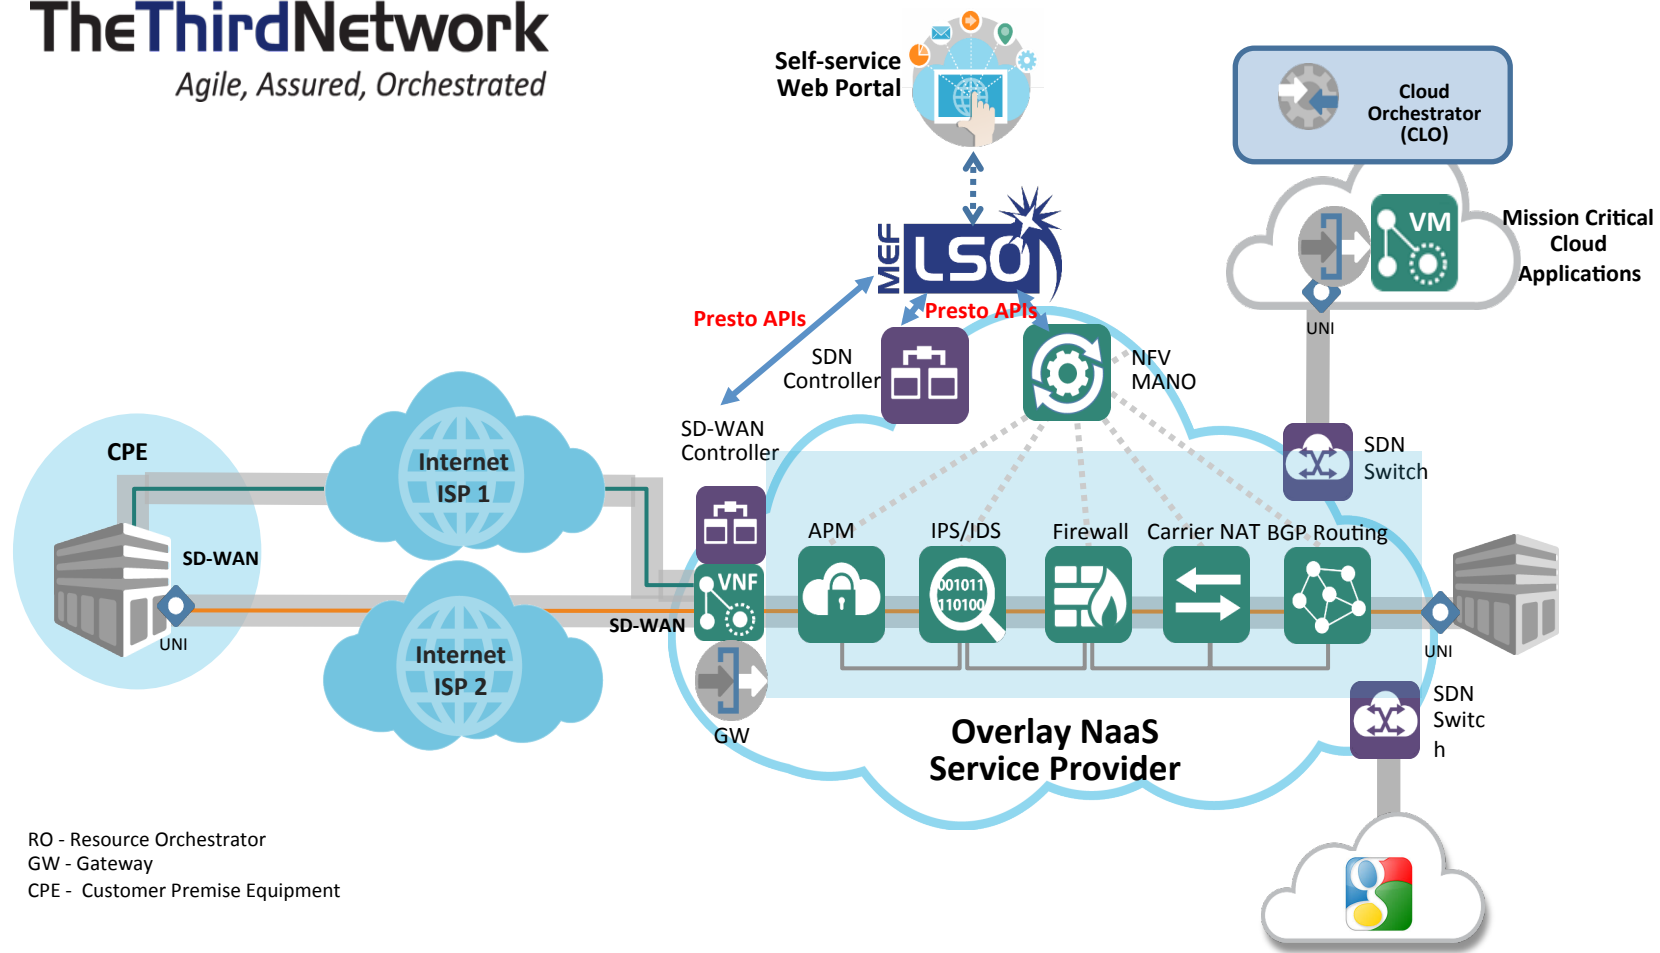 TheThirdNetwork
Agile, Assured, Orchestrated
Self-service
Web Portal
Cloud
Orchestrator
(CLO)
VM
Mission Critical
Cloud
Applications
UNI
MEF
LSO
Presto APIs
Presto APIs
SDN
Controller
NFV
MANO
SD-WAN
Controller
SDN
Switch
CPE
Internet
ISP 1
SD-WAN
UNI
Internet
ISP 2
SD-WAN
VNF
GW
APM
IPS/IDS
Firewall
Carrier NAT
BGP Routing
001011
110100
UNI
SDN
Switc
h
Overlay NaaS
Service Provider
g
RO - Resource Orchestrator
GW - Gateway
CPE - Customer Premise Equipment